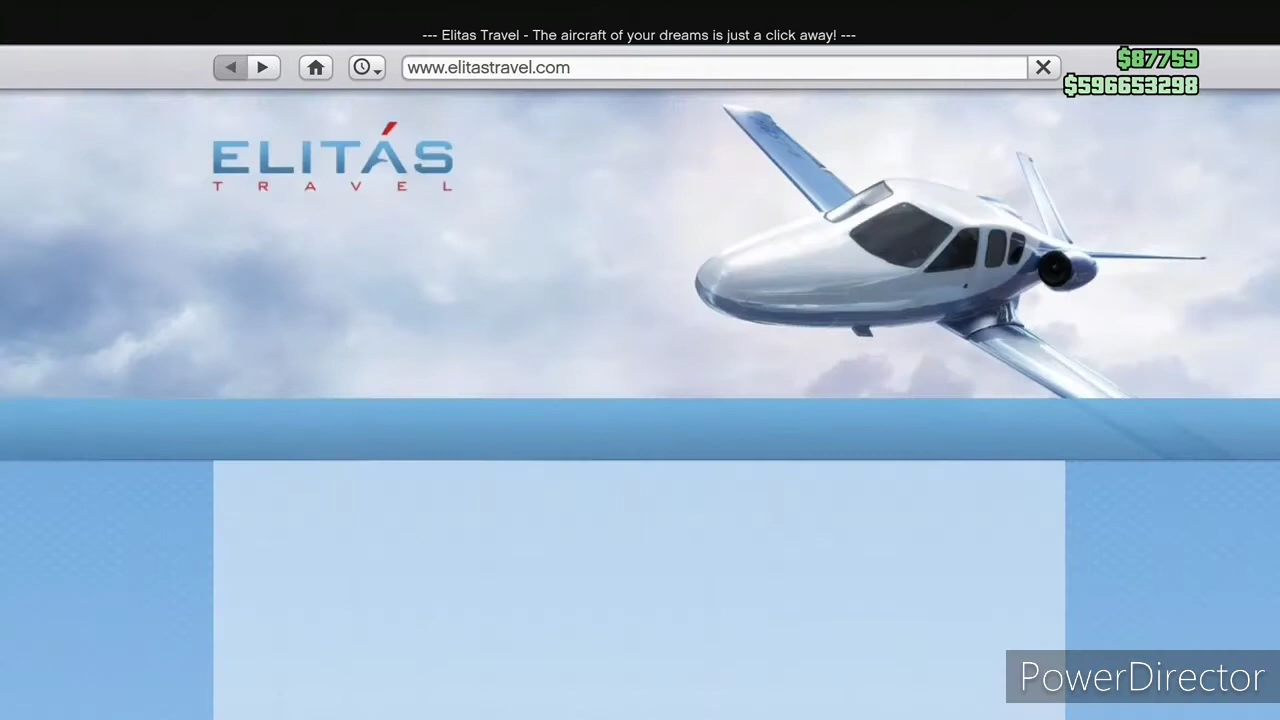 --- Elitas Travel - The aircraft of your dreams is just a click away! ---
www.elitastravel.com
$87759
$596653298
ELITÁS
TRAVEL
PowerDirector